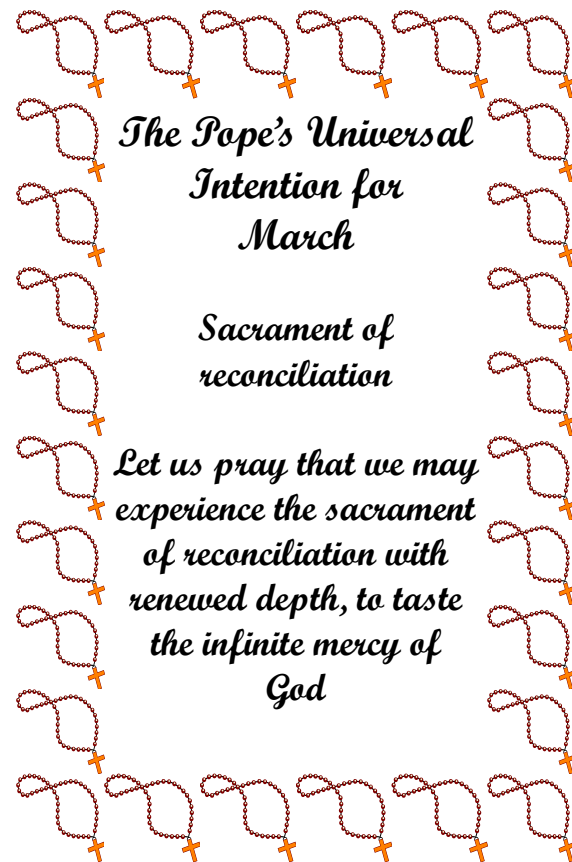 The Pope's Universal
Intention for
March
Sacrament of
reconciliation
Let us pray that we may
experience the sacrament
of reconciliation with
renewed depth, to taste
the infinite mercy of
God